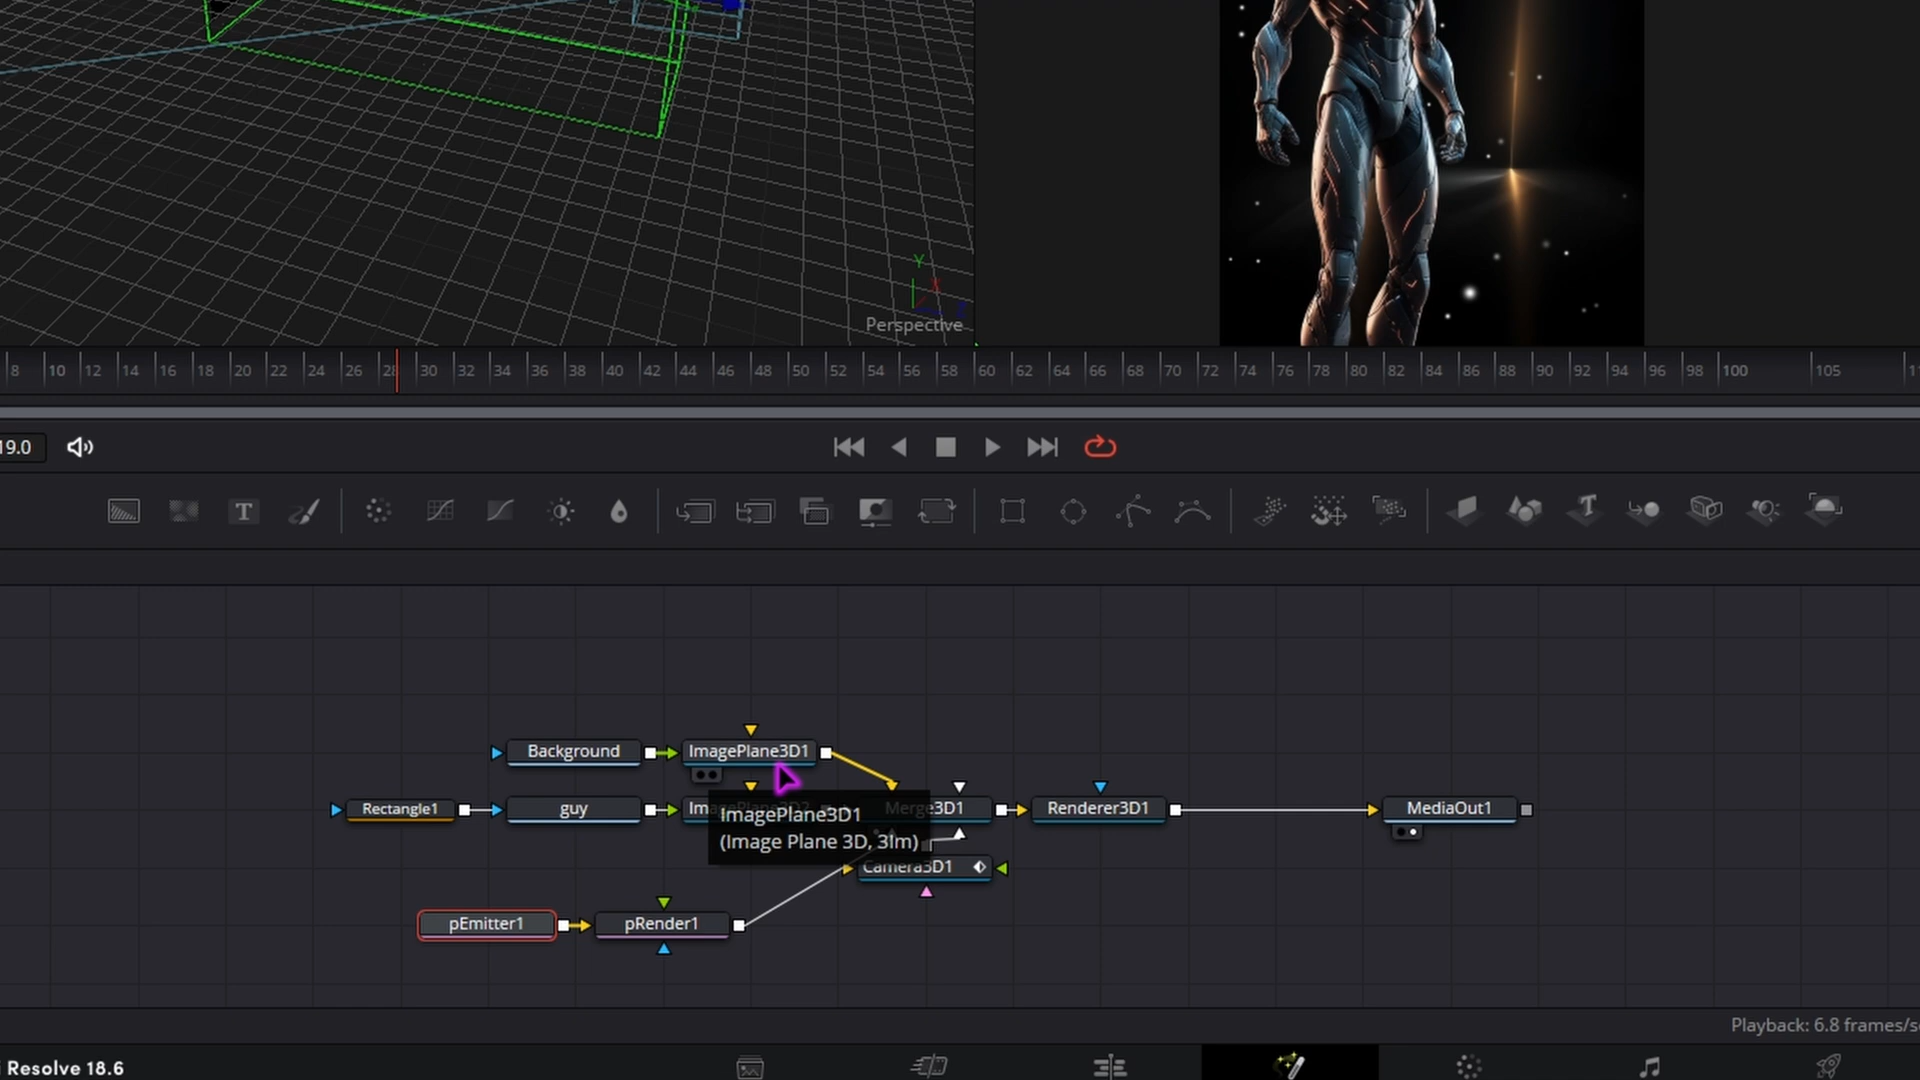 Y
Perspective
8 10 12 14 16 18 20 22 24 26 28 30 32 34 36 38 40 42 44 46 48 50 52 54 56 58 60 62 64 66 68 70 72 74 76 78 80 82 84 86 88 90 92 94 96 98 100 105
19.0
T
Background
ImagePlane3D1
Rectangle1
guy
Merge3D1
Renderer3D1
MediaOut1
ImagePlane3D1
(Image Plane 3D, 3Im)
Camera3D1
pEmitter1
pRender1
Playback: 6.8 frames/s
Resolve 18.6